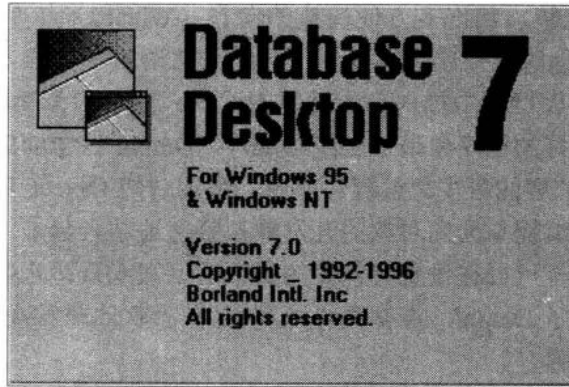 Database 7
Desktop
For Windows 95
& Windows NT
Version 7.0
Copyright _ 1992-1996
Borland Intl. Inc
All rights reserved.